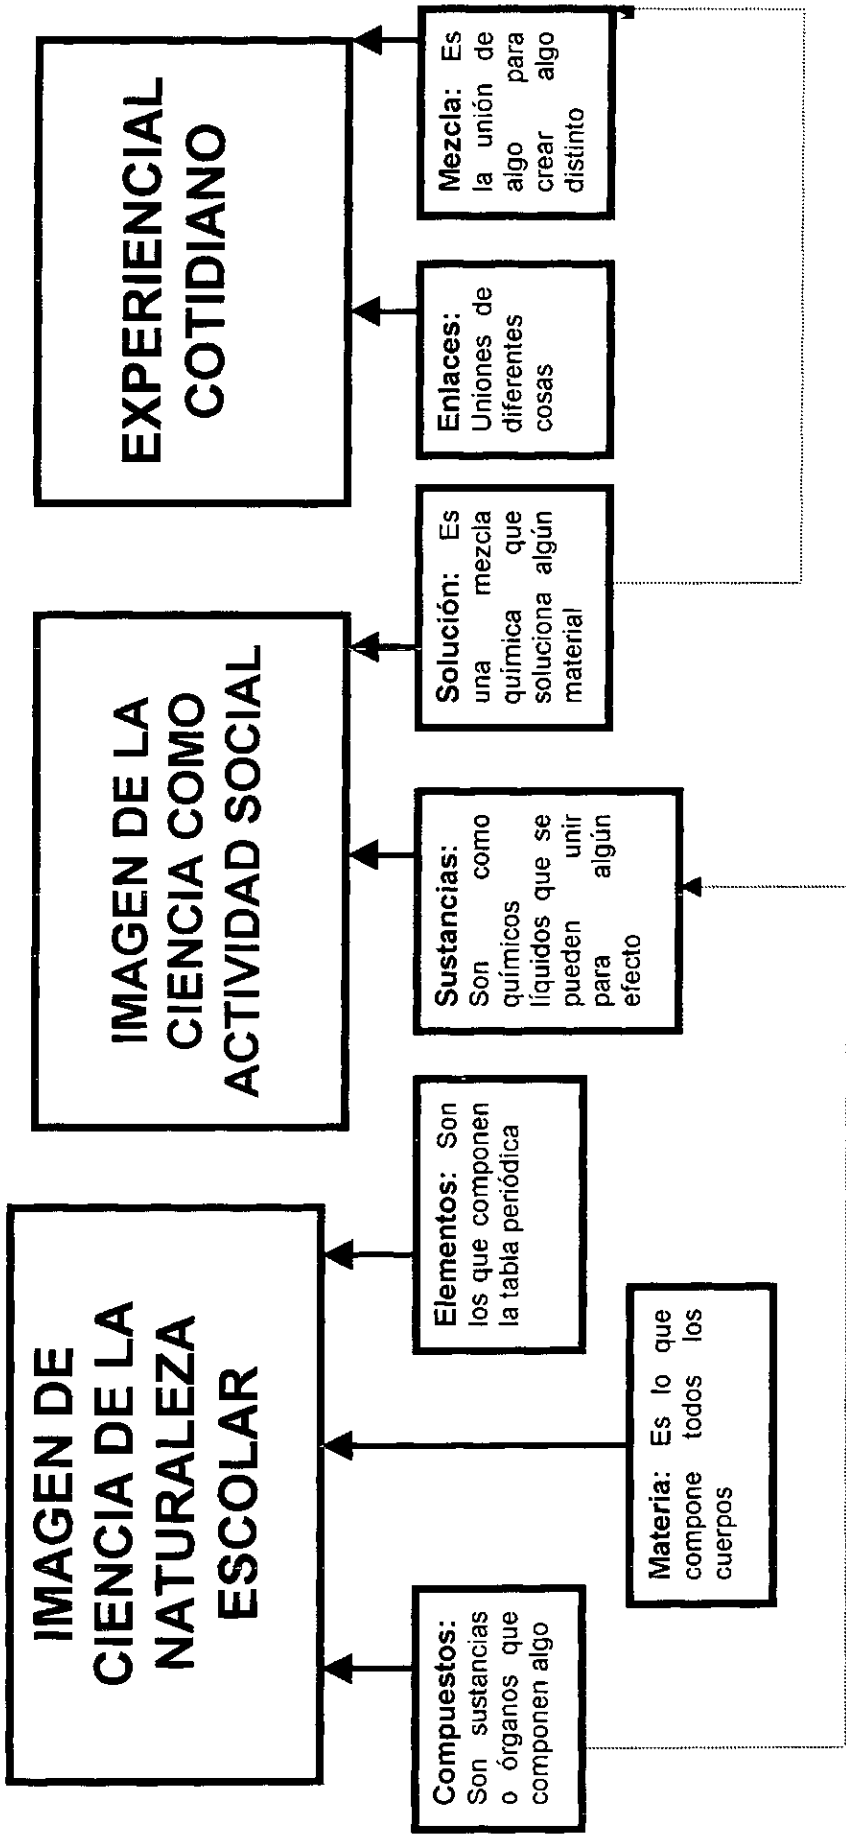 IMAGEN DE
CIENCIA DE LA
NATURALEZA
ESCOLAR
IMAGEN DE LA
CIENCIA COMO
ACTIVIDAD SOCIAL
EXPERIENCIAL
COTIDIANO
Compuestos:
Son sustancias
o órganos que
componen algo
Materia: Es lo que
compone todos los
cuerpos
Elementos: Son
los que componen
la tabla periódica
Sustancias:
Son como
químicos
líquidos que se
pueden unir
para algún
efecto
Solución: Es
una mezcla
química que
soluciona algún
material
Enlaces:
Uniones de
diferentes
cosas
Mezcla: Es
la unión de
algo para
crear algo
distinto